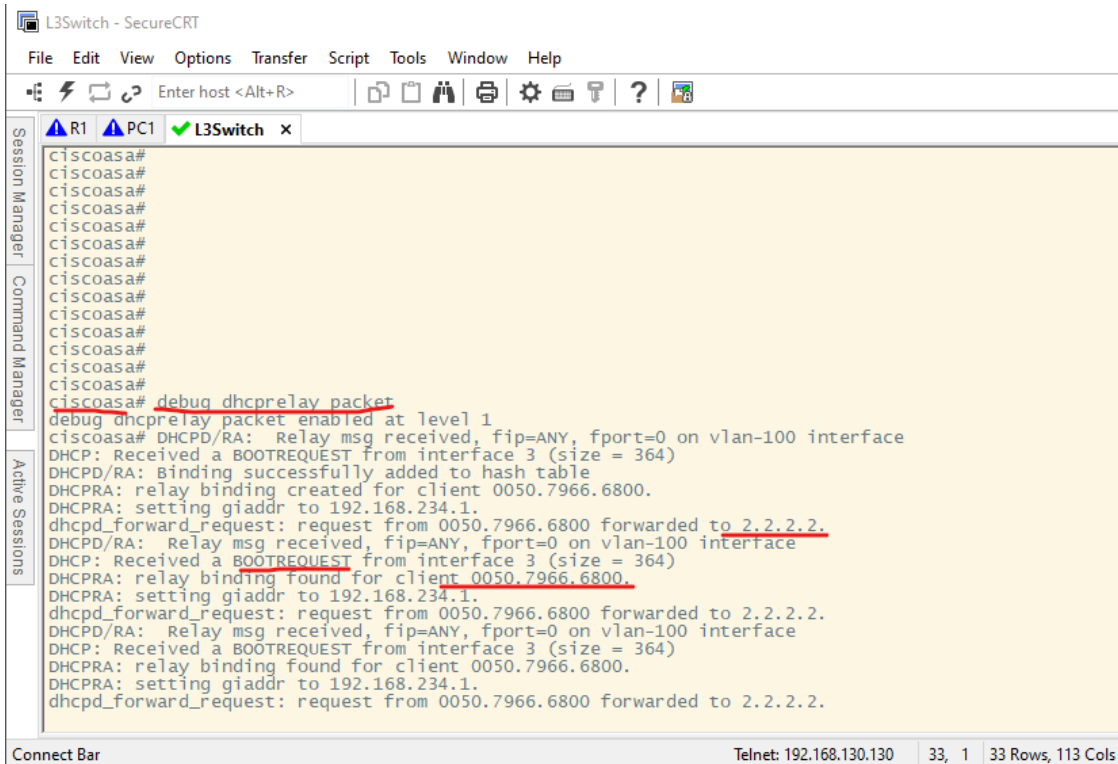 L3Switch - SecureCRT
File Edit View Options Transfer Script Tools Window Help
Enter host <Alt+R>
R1 PC1 L3Switch ×
Session Manager
Command Manager
Active Sessions
ciscoasa#
ciscoasa#
ciscoasa#
ciscoasa#
ciscoasa#
ciscoasa#
ciscoasa#
ciscoasa#
ciscoasa#
ciscoasa#
ciscoasa#
ciscoasa#
ciscoasa#
ciscoasa#
ciscoasa# debug dhcprelay packet
debug dhcprelay packet enabled at level 1
ciscoasa# DHCPD/RA:  Relay msg received, fip=ANY, fport=0 on vlan-100 interface
DHCP: Received a BOOTREQUEST from interface 3 (size = 364)
DHCPD/RA: Binding successfully added to hash table
DHCPRA: relay binding created for client 0050.7966.6800.
DHCPRA: setting giaddr to 192.168.234.1.
dhcpd_forward_request: request from 0050.7966.6800 forwarded to 2.2.2.2.
DHCPD/RA:  Relay msg received, fip=ANY, fport=0 on vlan-100 interface
DHCP: Received a BOOTREQUEST from interface 3 (size = 364)
DHCPRA: relay binding found for client 0050.7966.6800.
DHCPRA: setting giaddr to 192.168.234.1.
dhcpd_forward_request: request from 0050.7966.6800 forwarded to 2.2.2.2.
DHCPD/RA:  Relay msg received, fip=ANY, fport=0 on vlan-100 interface
DHCP: Received a BOOTREQUEST from interface 3 (size = 364)
DHCPRA: relay binding found for client 0050.7966.6800.
DHCPRA: setting giaddr to 192.168.234.1.
dhcpd_forward_request: request from 0050.7966.6800 forwarded to 2.2.2.2.
Connect Bar Telnet: 192.168.130.130 33, 1 33 Rows, 113 Cols